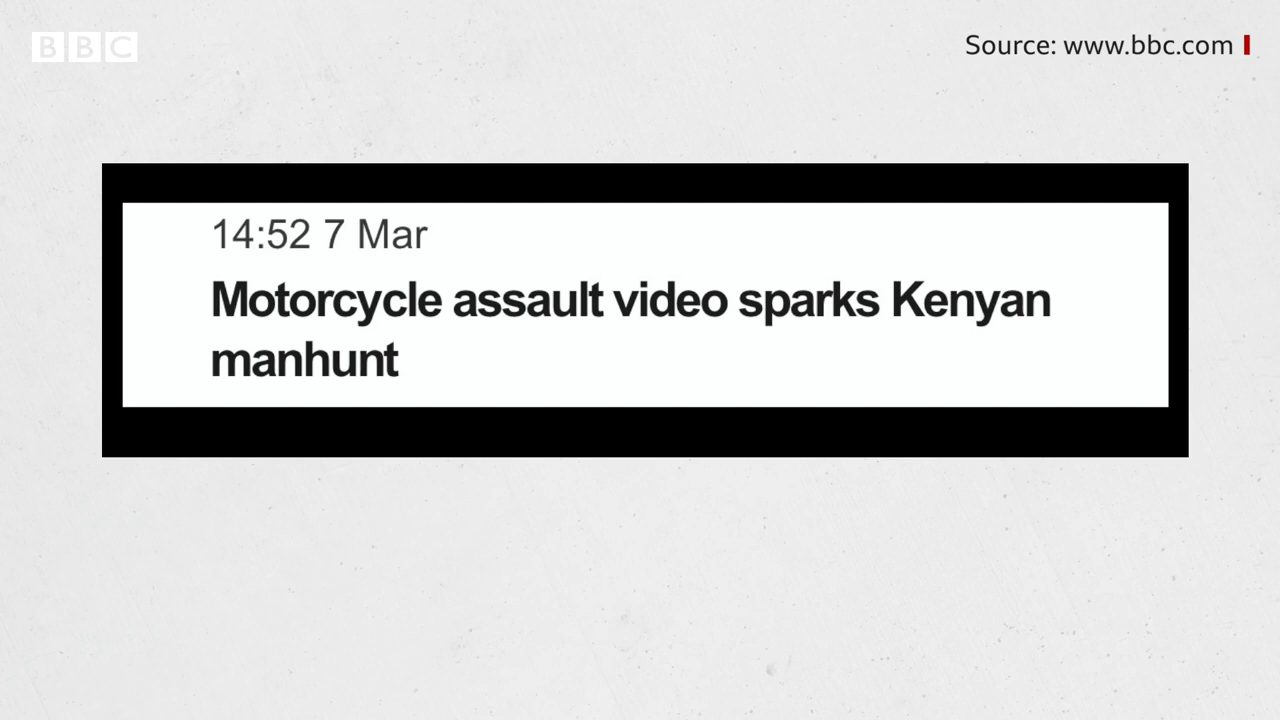 BBC
Source: www.bbc.com
14:52 7 Mar
Motorcycle assault video sparks Kenyan
manhunt